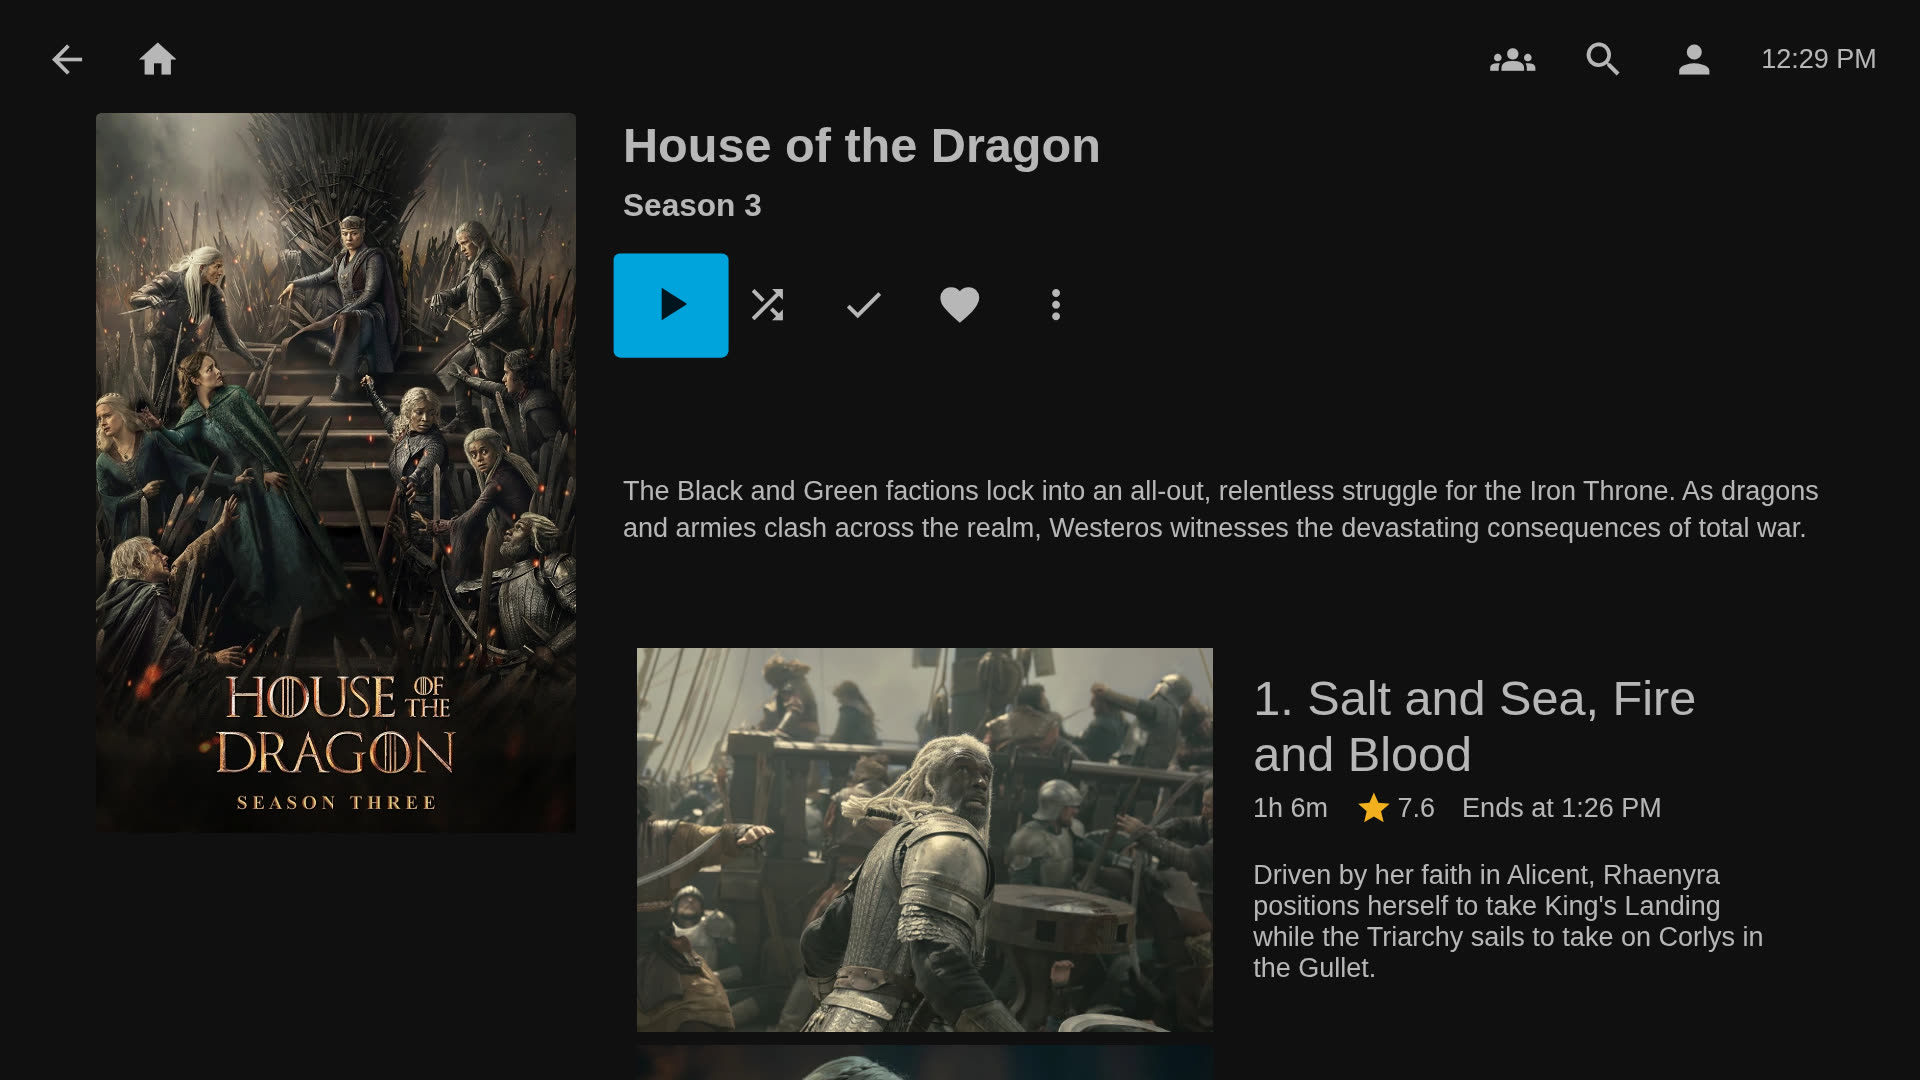 12:29 PM
House of the Dragon
Season 3
The Black and Green factions lock into an all-out, relentless struggle for the Iron Throne. As dragons
and armies clash across the realm, Westeros witnesses the devastating consequences of total war.
HOUSE OF THE
DRAGON
SEASON THREE
1. Salt and Sea, Fire
and Blood
1h 6m 7.6 Ends at 1:26 PM
Driven by her faith in Alicent, Rhaenyra
positions herself to take King's Landing
while the Triarchy sails to take on Corlys in
the Gullet.